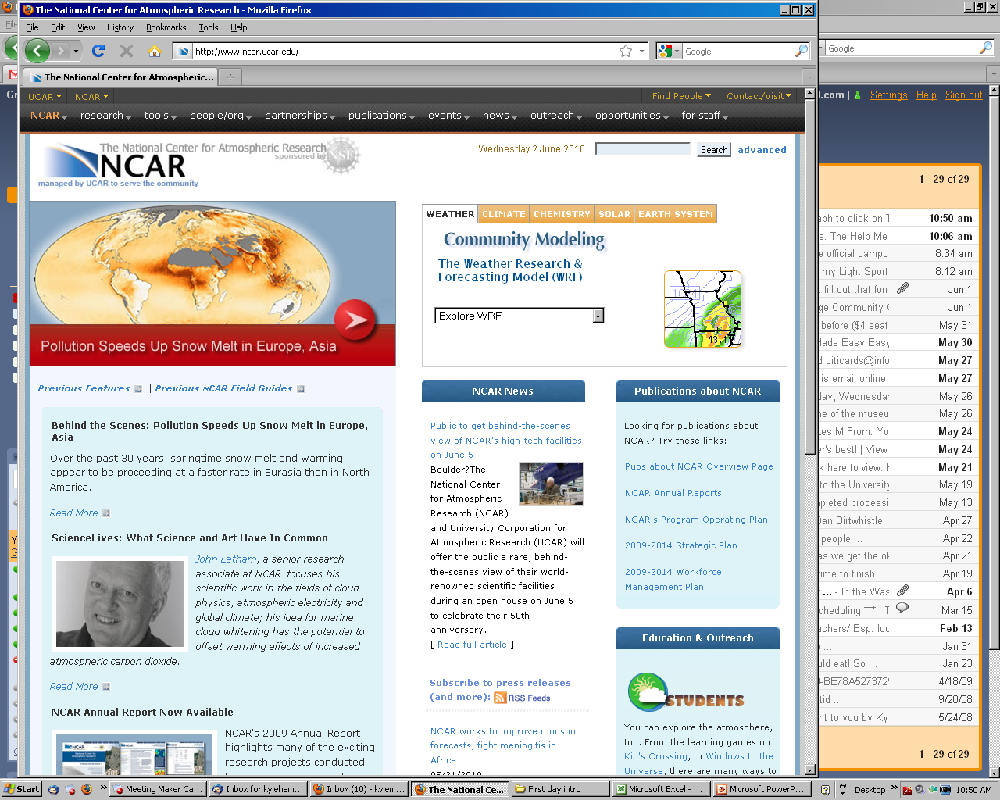 The National Center for Atmospheric Research - Mozilla Firefox
File Edit View History Bookmarks Tools Help
http://www.ncar.ucar.edu/
Google
Google
The National Center for Atmospheric...
UCAR NCAR Find People Contact/Visit
.com | Settings | Help | Sign out
NCAR research tools people/org partnerships publications events news outreach opportunities for staff
The National Center for Atmospheric Research
sponsored by NSF
NCAR
managed by UCAR to serve the community
Wednesday 2 June 2010 Search advanced
WEATHER CLIMATE CHEMISTRY SOLAR EARTH SYSTEM
Community Modeling
The Weather Research &
Forecasting Model (WRF)
Explore WRF
Pollution Speeds Up Snow Melt in Europe, Asia
Previous Features | Previous NCAR Field Guides
Behind the Scenes: Pollution Speeds Up Snow Melt in Europe,
Asia
Over the past 30 years, springtime snow melt and warming
appear to be proceeding at a faster rate in Eurasia than in North
America.
Read More
ScienceLives: What Science and Art Have In Common
John Latham, a senior research
associate at NCAR focuses his
scientific work in the fields of cloud
physics, atmospheric electricity and
global climate; his idea for marine
cloud whitening has the potential to
offset warming effects of increased
atmospheric carbon dioxide.
Read More
NCAR Annual Report Now Available
NCAR's 2009 Annual Report
highlights many of the exciting
research projects conducted
NCAR News
Public to get behind-the-scenes
view of NCAR's high-tech facilities
on June 5
Boulder?The
National Center
for Atmospheric
Research (NCAR)
and University Corporation for
Atmospheric Research (UCAR) will
offer the public a rare, behind-
the-scenes view of their world-
renowned scientific facilities
during an open house on June 5
to celebrate their 50th
anniversary.
[ Read full article ]
Subscribe to press releases
(and more): RSS Feeds
NCAR works to improve monsoon
forecasts, fight meningitis in
Africa
05/31/2010
Publications about NCAR
Looking for publications about
NCAR? Try these links:
Pubs about NCAR Overview Page
NCAR Annual Reports
NCAR's Program Operating Plan
2009-2014 Strategic Plan
2009-2014 Workforce
Management Plan
Education & Outreach
STUDENTS
You can explore the atmosphere,
too. From the learning games on
Kid's Crossing, to Windows to the
Universe, there are many ways to
1 - 29 of 29
aph to click on 10:50 am
e. The Help Me 10:06 am
e official campu 8:34 am
my Light Sport 8:12 am
o fill out that forr Jun 1
ge Community Jun 1
before ($4 seat May 31
Made Easy Easy May 30
d citicards@info May 27
his email online May 27
day, Wednesday May 26
ne of the museu May 26
Les M From: Yo May 24
er's best! | View May 24
k here to view. May 21
to the University May 19
mpleted processi May 13
Dan Birtwhistle: Apr 27
people ... Apr 22
as we get the ok Apr 21
time to finish ... Apr 19
... - In the Was Apr 6
cheduling.***.. Mar 15
achers/ Esp. loc Feb 13
... Jan 31
uld eat! So ... Jan 23
0-BE78A527372 4/18/09
tid ... 9/20/08
nt to you by Ky 5/24/08
1 - 29 of 29
Start Meeting Maker Ca... Inbox for kyleham... Inbox (10) - kylem... The National Ce... First day intro Microsoft Excel - ... Microsoft PowerP... Desktop 10:50 AM